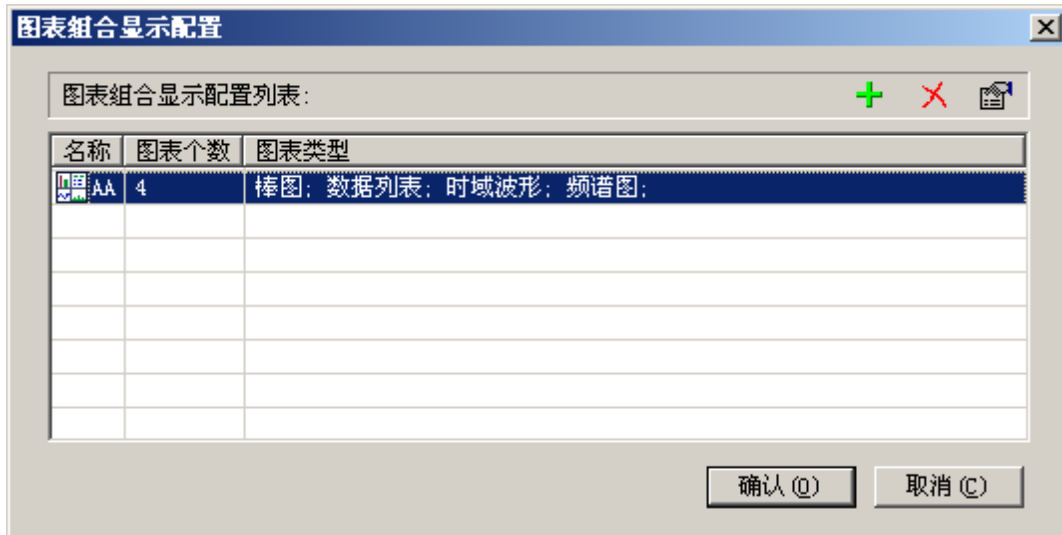 图表组合显示配置
图表组合显示配置列表:
名称 图表个数 图表类型
AA 4 棒图; 数据列表; 时域波形; 频谱图;
确认(O) 取消(C)